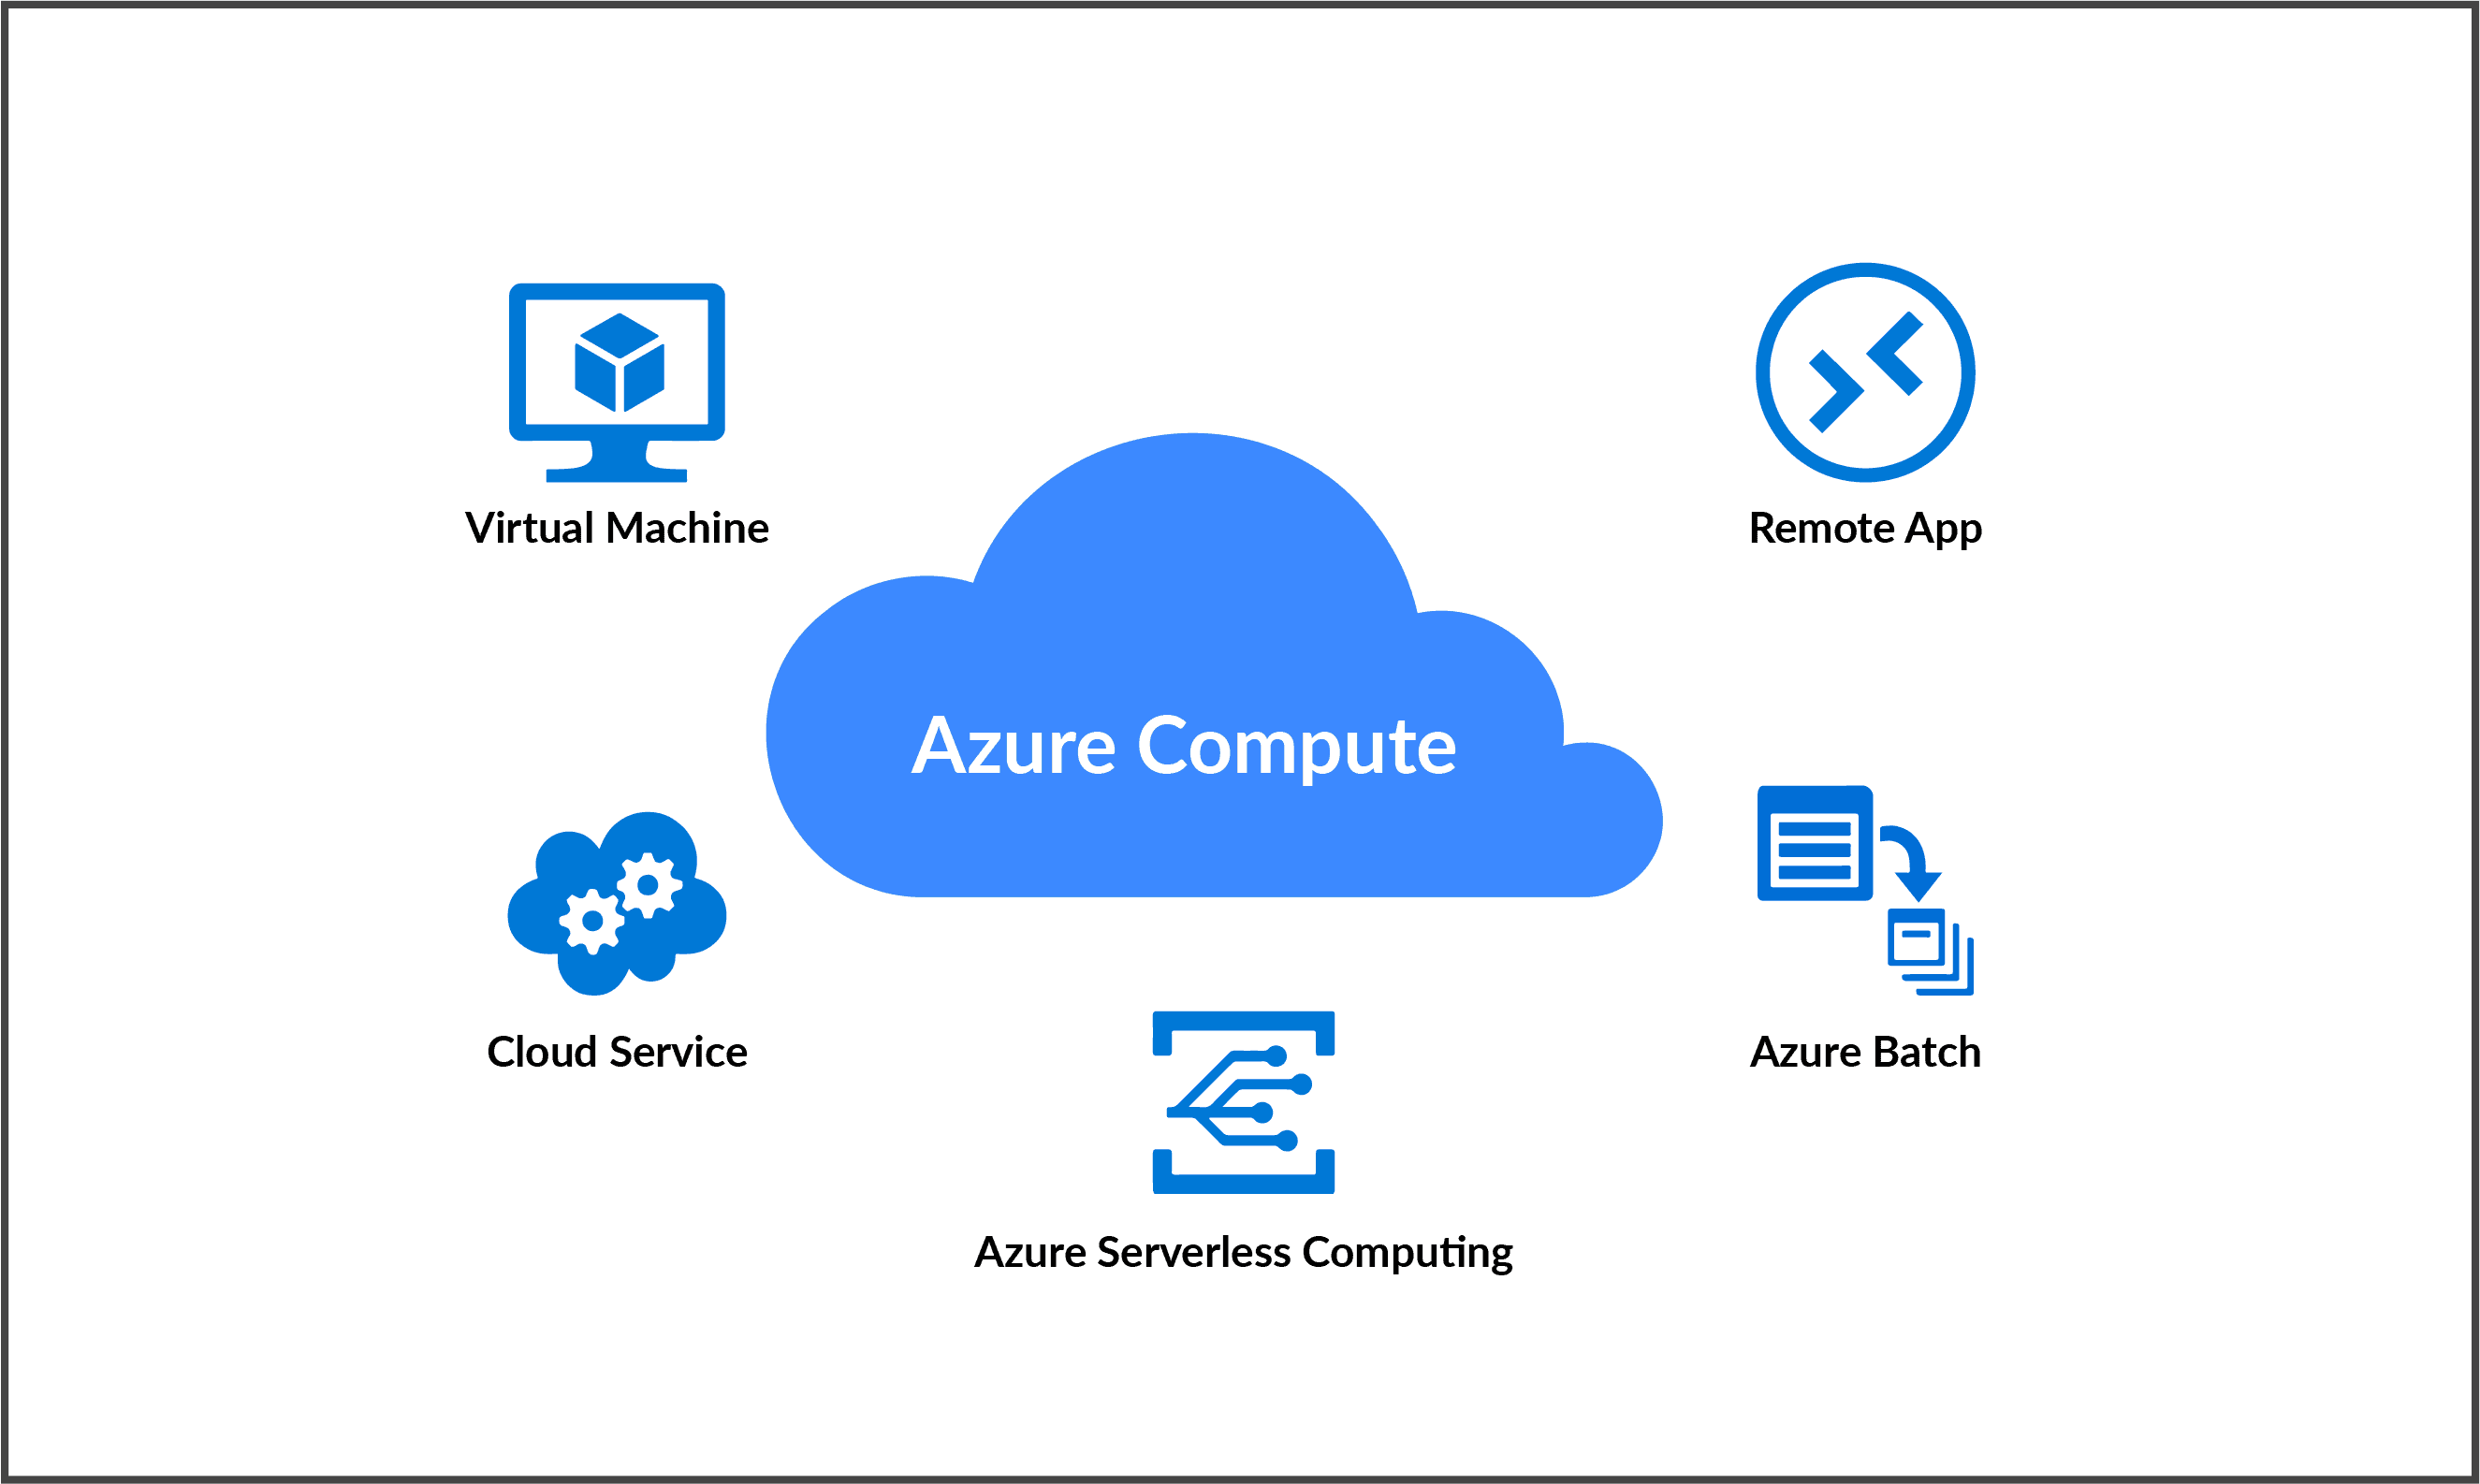 Virtual Machine
Remote App
Azure Compute
Cloud Service
Azure Batch
Azure Serverless Computing